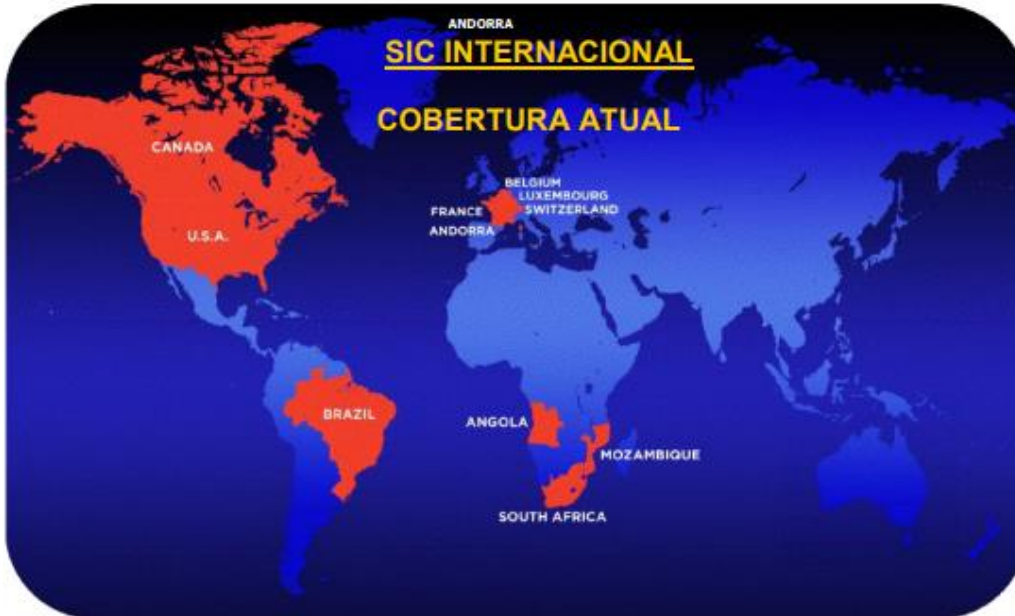 ANDORRA
SIC INTERNACIONAL
COBERTURA ATUAL
CANADA
BELGIUM
LUXEMBOURG
FRANCE
SWITZERLAND
U.S.A.
ANDORRA
BRAZIL
ANGOLA
MOZAMBIQUE
SOUTH AFRICA